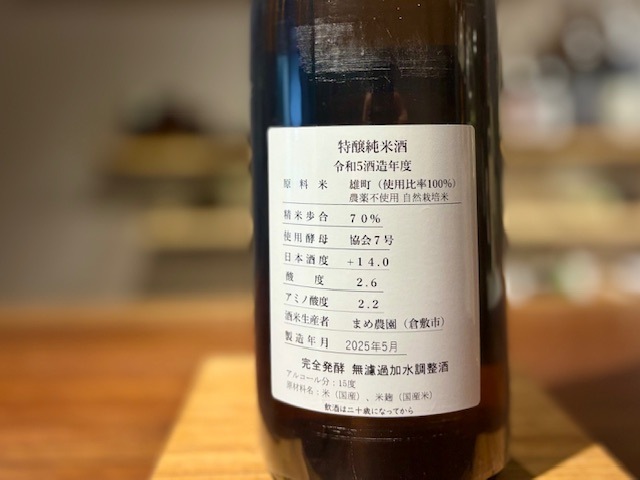 特醸純米酒
令和5酒造年度
原料米 雄町（使用比率100%）
農薬不使用 自然栽培米
精米歩合 70%
使用酵母 協会7号
日本酒度 +14.0
酸度 2.6
アミノ酸度 2.2
酒米生産者 まめ農園（倉敷市）
製造年月 2025年5月
完全発酵 無濾過加水調整酒
アルコール分：15度
原材料名：米（国産）、米麹（国産米）
飲酒は二十歳になってから